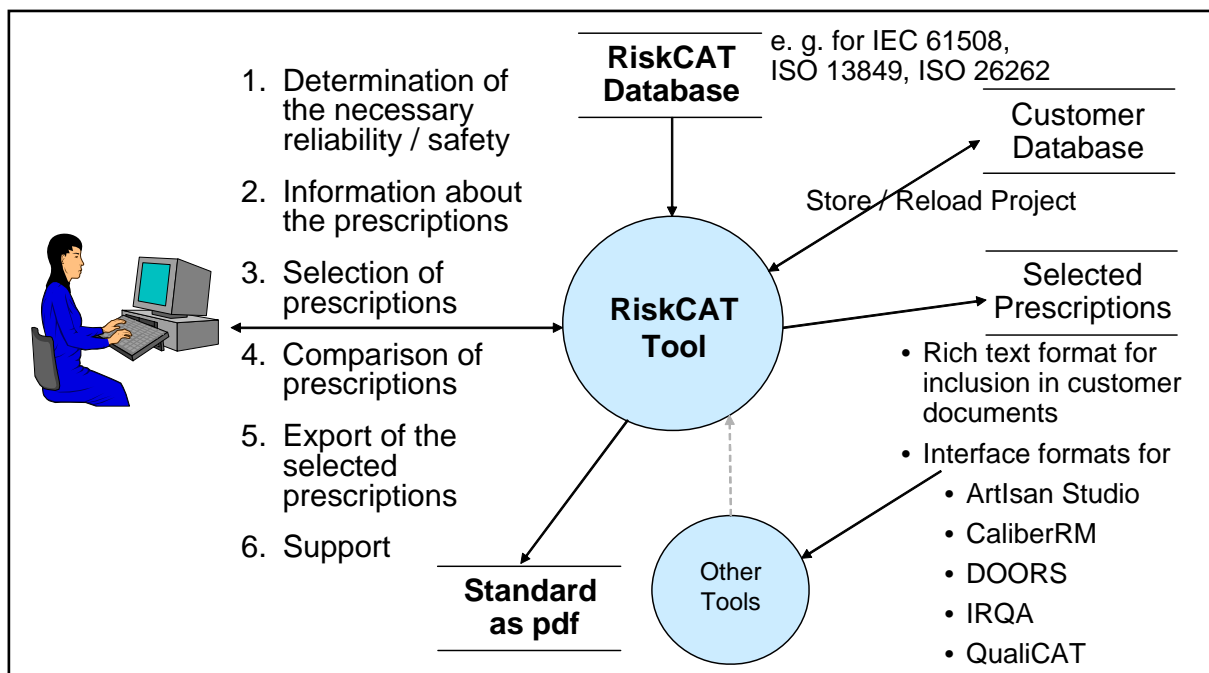 1. Determination of
the necessary
reliability / safety
2. Information about
the prescriptions
3. Selection of
prescriptions
4. Comparison of
prescriptions
5. Export of the
selected
prescriptions
6. Support
RiskCAT
Database
e. g. for IEC 61508,
ISO 13849, ISO 26262
Customer
Database
Store / Reload Project
RiskCAT
Tool
Selected
Prescriptions
• Rich text format for
inclusion in customer
documents
• Interface formats for
• ArtIsan Studio
• CaliberRM
• DOORS
• IRQA
• QualiCAT
Other
Tools
Standard
as pdf